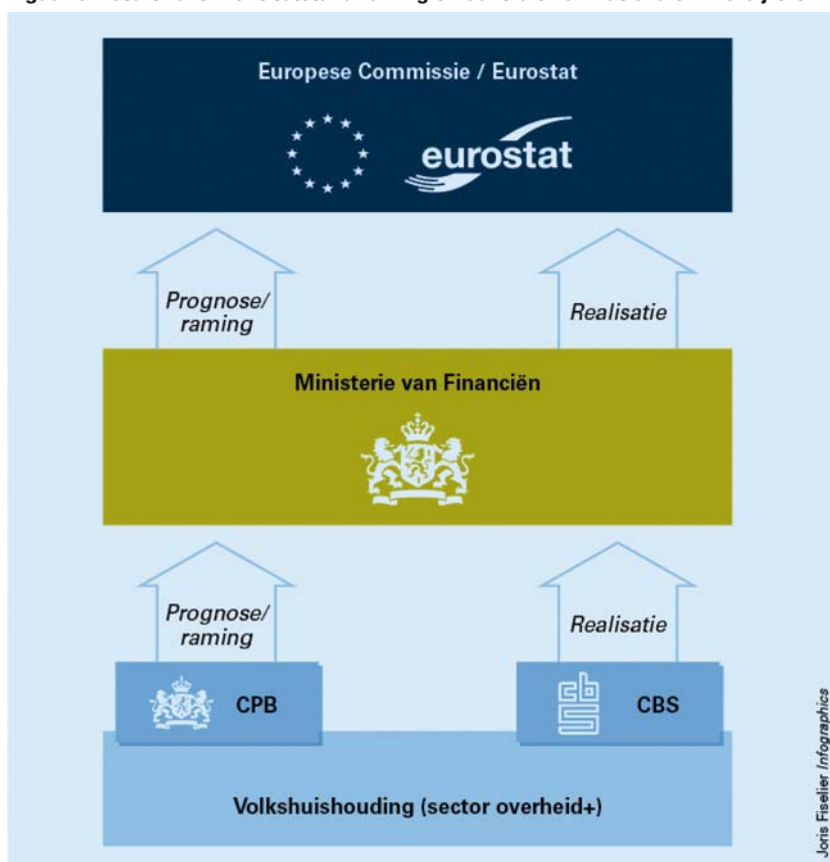 Europese Commissie / Eurostat
eurostat
Prognose/
raming
Realisatie
Ministerie van Financiën
Prognose/
raming
Realisatie
CPB
cbs
CBS
Volkshuishouding (sector overheid+)
Joris Fiselier Infographics